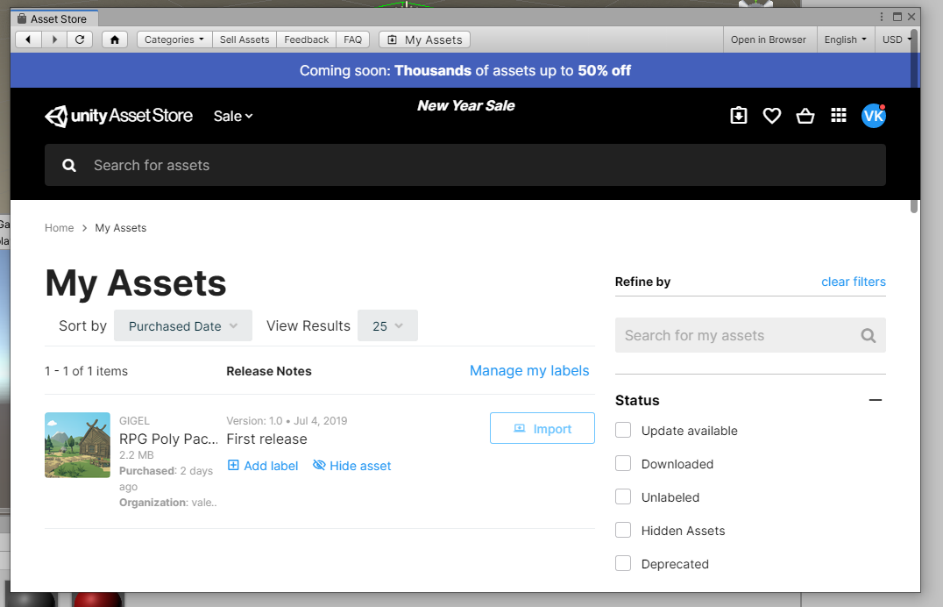 Asset Store
Categories Sell Assets Feedback FAQ My Assets Open in Browser English USD
Coming soon: Thousands of assets up to 50% off
New Year Sale
unity Asset Store Sale VK
Search for assets
Home > My Assets
My Assets
Refine by clear filters
Sort by Purchased Date View Results 25
Search for my assets
1 - 1 of 1 items Release Notes Manage my labels
Status
GIGEL Version: 1.0 • Jul 4, 2019
Import
RPG Poly Pac... First release
Update available
2.2 MB
Add label Hide asset
Purchased: 2 days
ago
Downloaded
Organization: vale..
Unlabeled
Hidden Assets
Deprecated